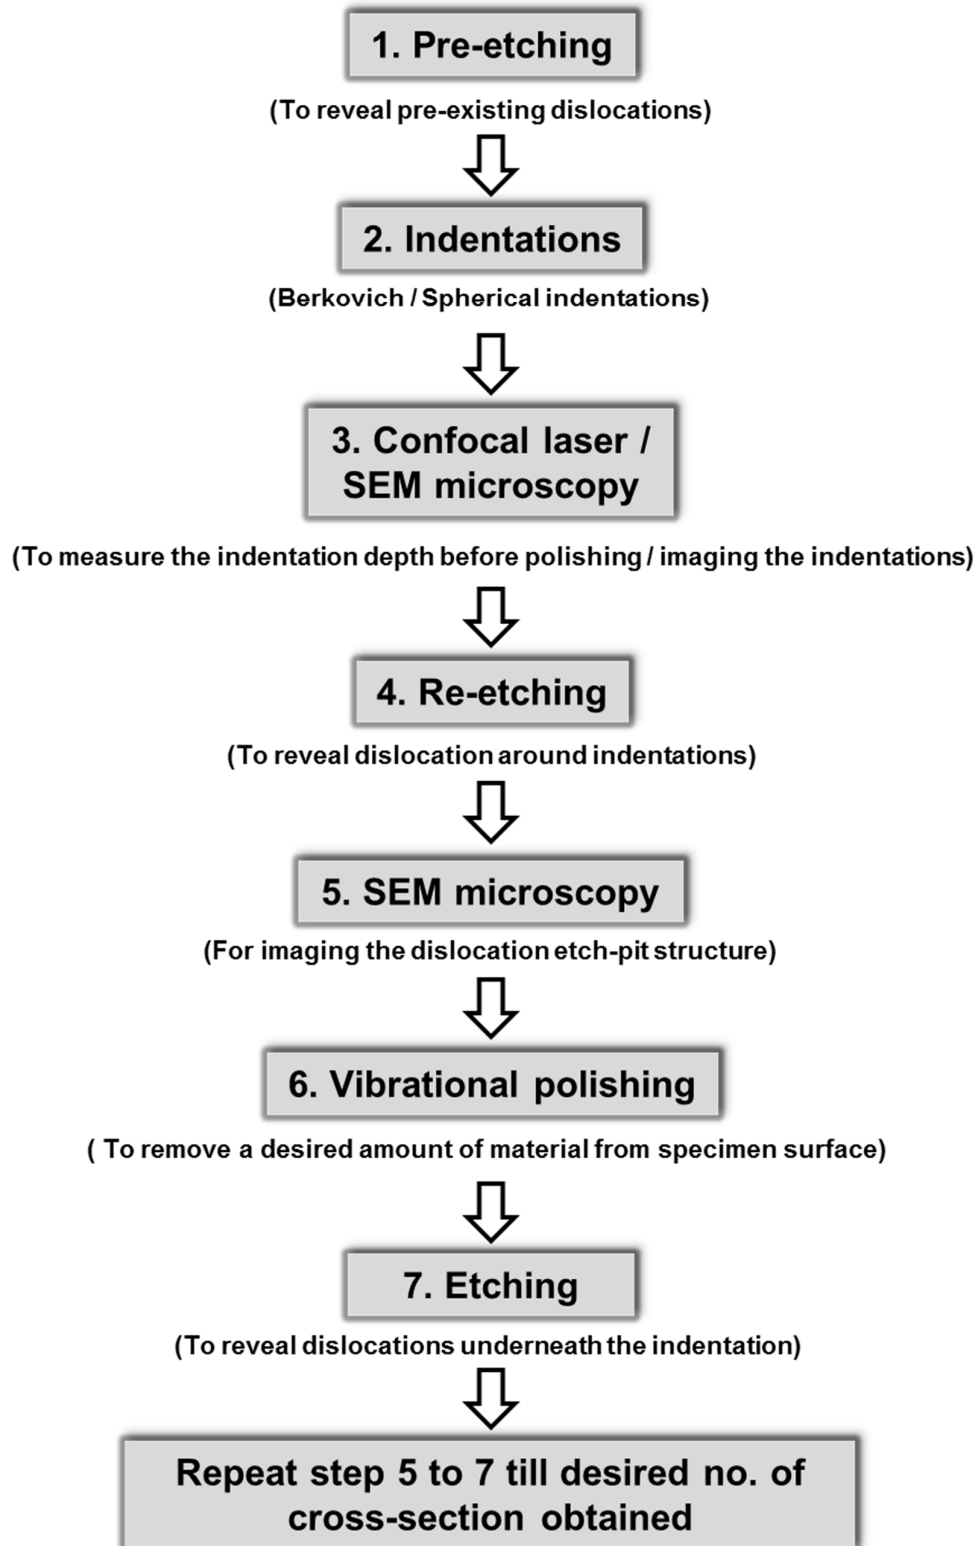 1. Pre-etching
(To reveal pre-existing dislocations)
2. Indentations
(Berkovich / Spherical indentations)
3. Confocal laser /
SEM microscopy
(To measure the indentation depth before polishing / imaging the indentations)
4. Re-etching
(To reveal dislocation around indentations)
5. SEM microscopy
(For imaging the dislocation etch-pit structure)
6. Vibrational polishing
( To remove a desired amount of material from specimen surface)
7. Etching
(To reveal dislocations underneath the indentation)
Repeat step 5 to 7 till desired no. of
cross-section obtained